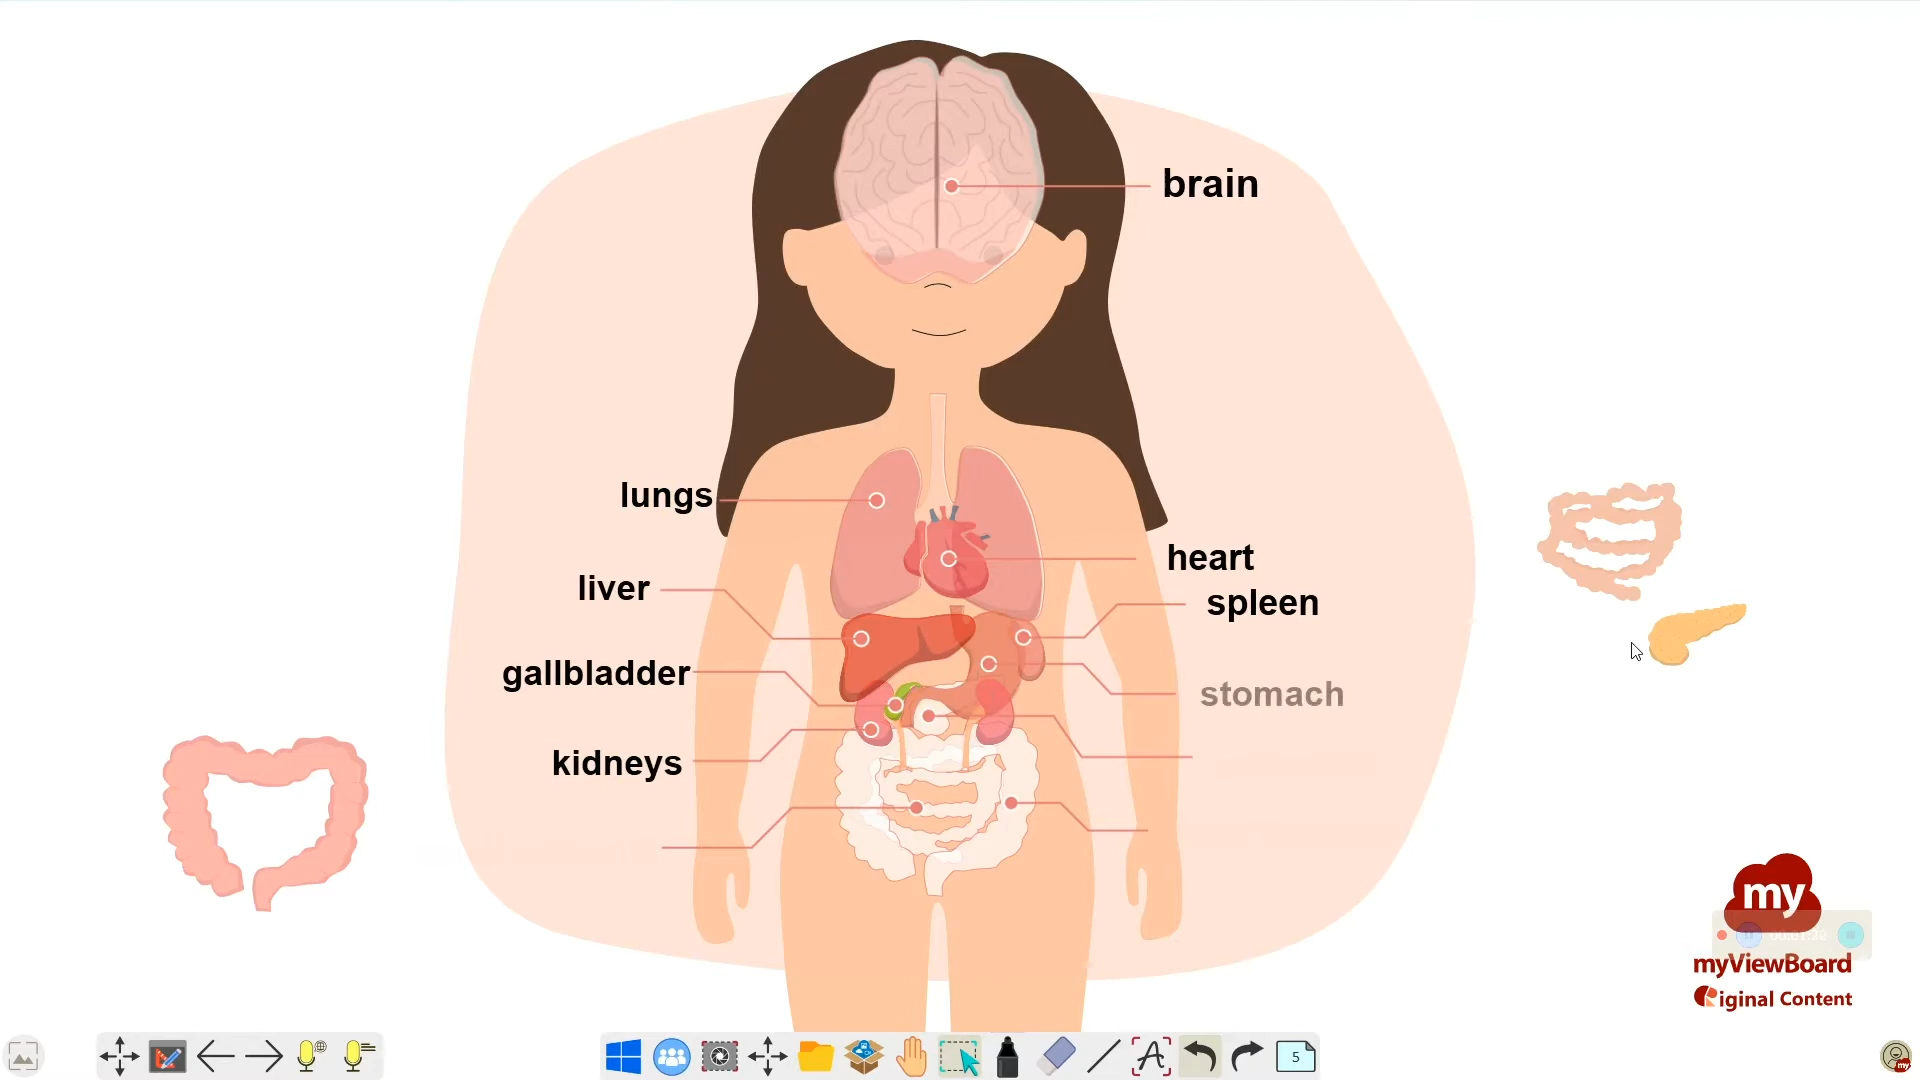 brain
lungs
heart
liver
spleen
gallbladder
stomach
kidneys
my
myViewBoard
iginal Content
5